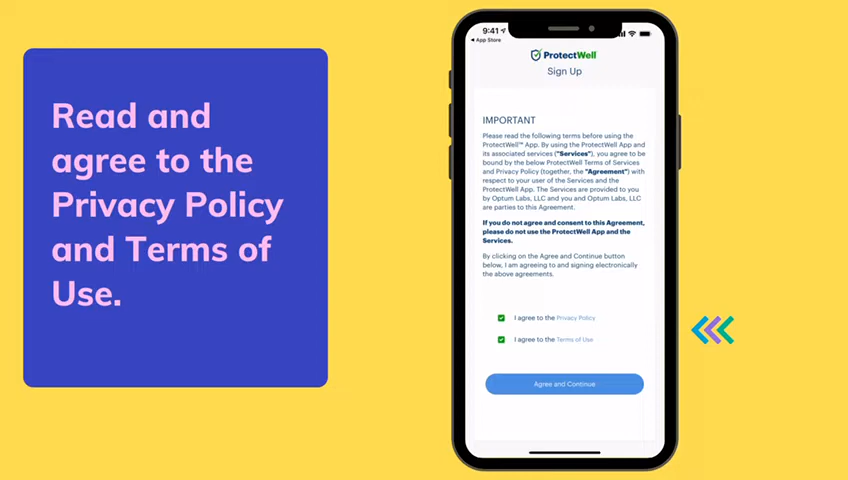 Read and
agree to the
Privacy Policy
and Terms of
Use.
9:41
App Store
ProtectWell
Sign Up
IMPORTANT
Please read the following terms before using the
ProtectWell™ App. By using the ProtectWell App and
its associated services ("Services"), you agree to be
bound by the below ProtectWell Terms of Services
and Privacy Policy (together, the "Agreement") with
respect to your user of the Services and the
ProtectWell App. The Services are provided to you
by Optum Labs, LLC and you and Optum Labs, LLC
are parties to this Agreement.
If you do not agree and consent to this Agreement,
please do not use the ProtectWell App and the
Services.
By clicking on the Agree and Continue button
below, I am agreeing to and signing electronically
the above agreements.
I agree to the Privacy Policy
I agree to the Terms of Use
Agree and Continue